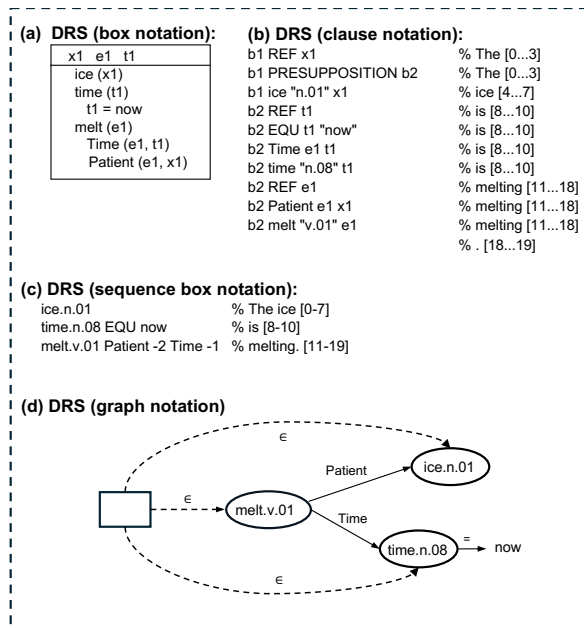 (a) DRS (box notation):
x1 e1 t1
ice (x1)
time (t1)
t1 = now
melt (e1)
Time (e1, t1)
Patient (e1, x1)
(b) DRS (clause notation):
b1 REF x1 % The [0...3]
b1 PRESUPPOSITION b2 % The [0...3]
b1 ice "n.01" x1 % ice [4...7]
b2 REF t1 % is [8...10]
b2 EQU t1 "now" % is [8...10]
b2 Time e1 t1 % is [8...10]
b2 time "n.08" t1 % is [8...10]
b2 REF e1 % melting [11...18]
b2 Patient e1 x1 % melting [11...18]
b2 melt "v.01" e1 % melting [11...18]
% . [18...19]
(c) DRS (sequence box notation):
ice.n.01 % The ice [0-7]
time.n.08 EQU now % is [8-10]
melt.v.01 Patient -2 Time -1 % melting. [11-19]
(d) DRS (graph notation)
∈
Patient
ice.n.01
∈
melt.v.01
Time
time.n.08
=
now
∈